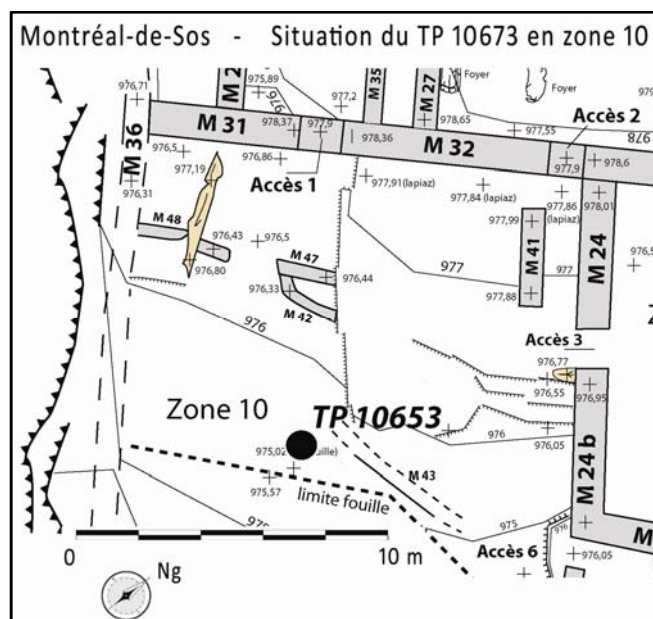 Montréal-de-Sos - Situation du TP 10673 en zone 10
976,71
M 2
975,89
976
977,2
M 35
M 27
Foyer
Foyer
M 36
M 31
978,37
977,9
978,36
978,65
977,55
Accès 2
978
M 32
977,9
978,6
976,5
976,86
Accès 1
977,19
976,31
977,91(lapiaz)
977,84 (lapiaz)
977,86
(lapiaz)
978,01
M 48
976,43
976,5
977,99
M 41
M 24
976,5
M 47
976,44
977
977
976,80
976,33
977,88
M 42
976
Accès 3
976,77
976,55
976,95
Zone 10
TP 10653
976
976,05
975,02
uille)
M 43
M 24 b
975,57
limite fouille
975
976
Accès 6
976,05
M
0
10 m
Ng